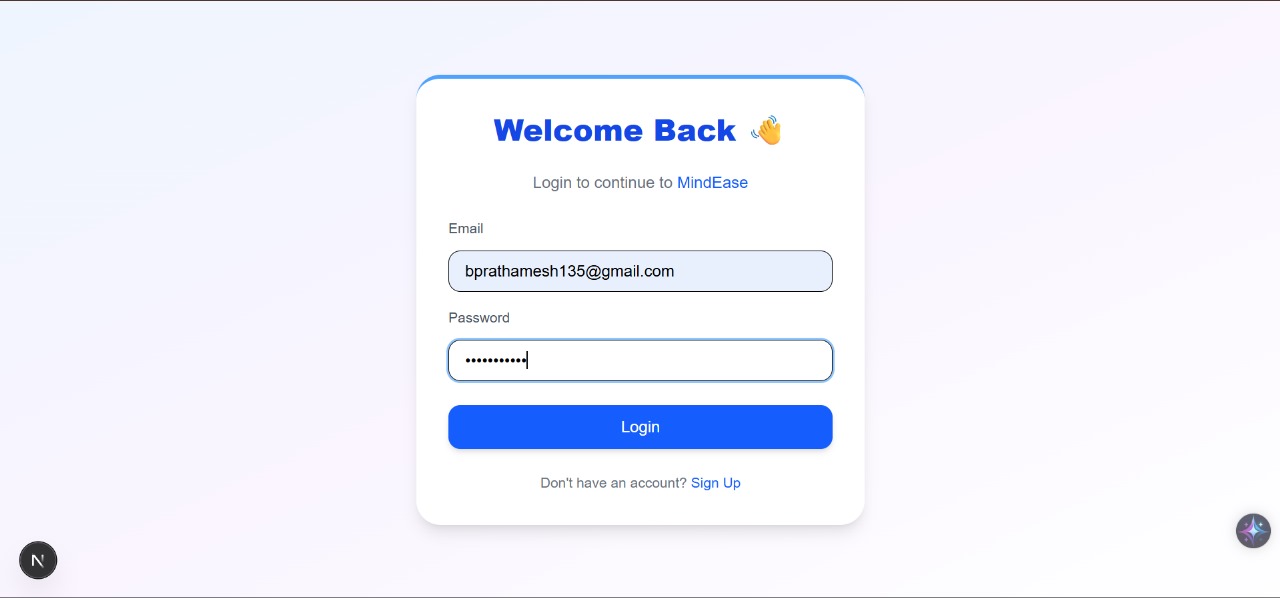 Welcome Back 👋
Login to continue to MindEase
Email
bprathamesh135@gmail.com
Password
•••••••••••
Login
Don't have an account? Sign Up
N